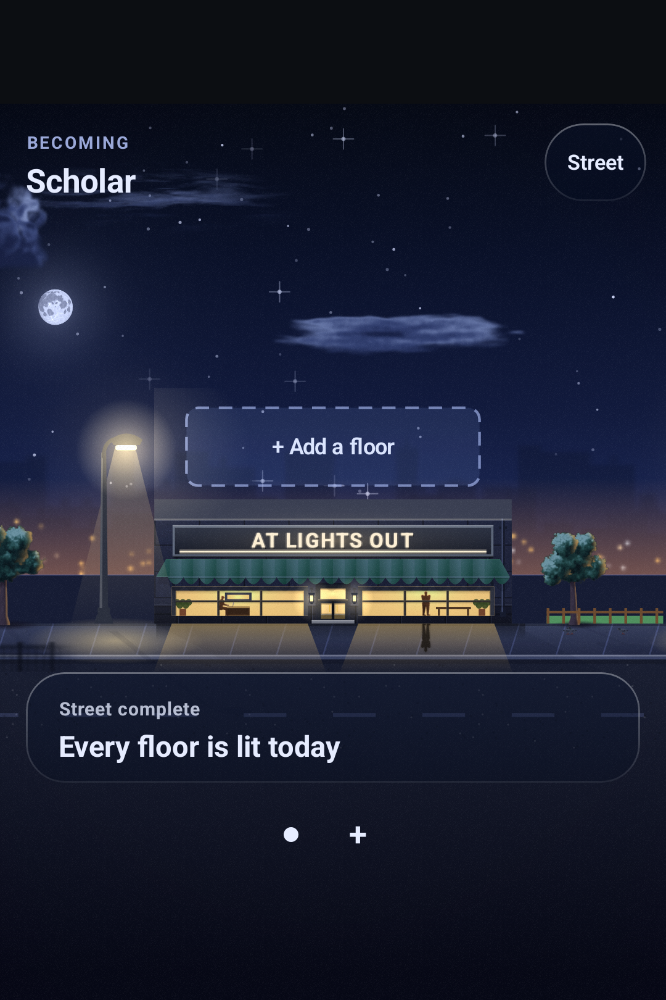 BECOMING
Scholar
Street
+ Add a floor
AT LIGHTS OUT
Street complete
Every floor is lit today
+